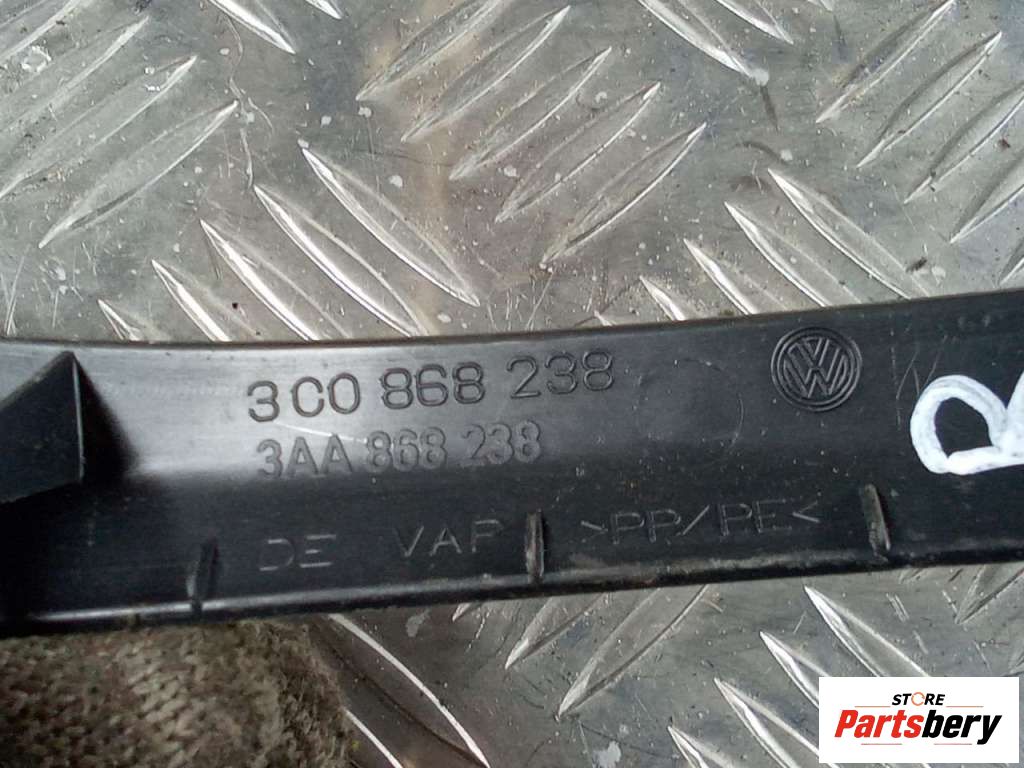 3C0 868 238
3AA 868 238
DE VAP >PP/PE<
STORE
Partsbery